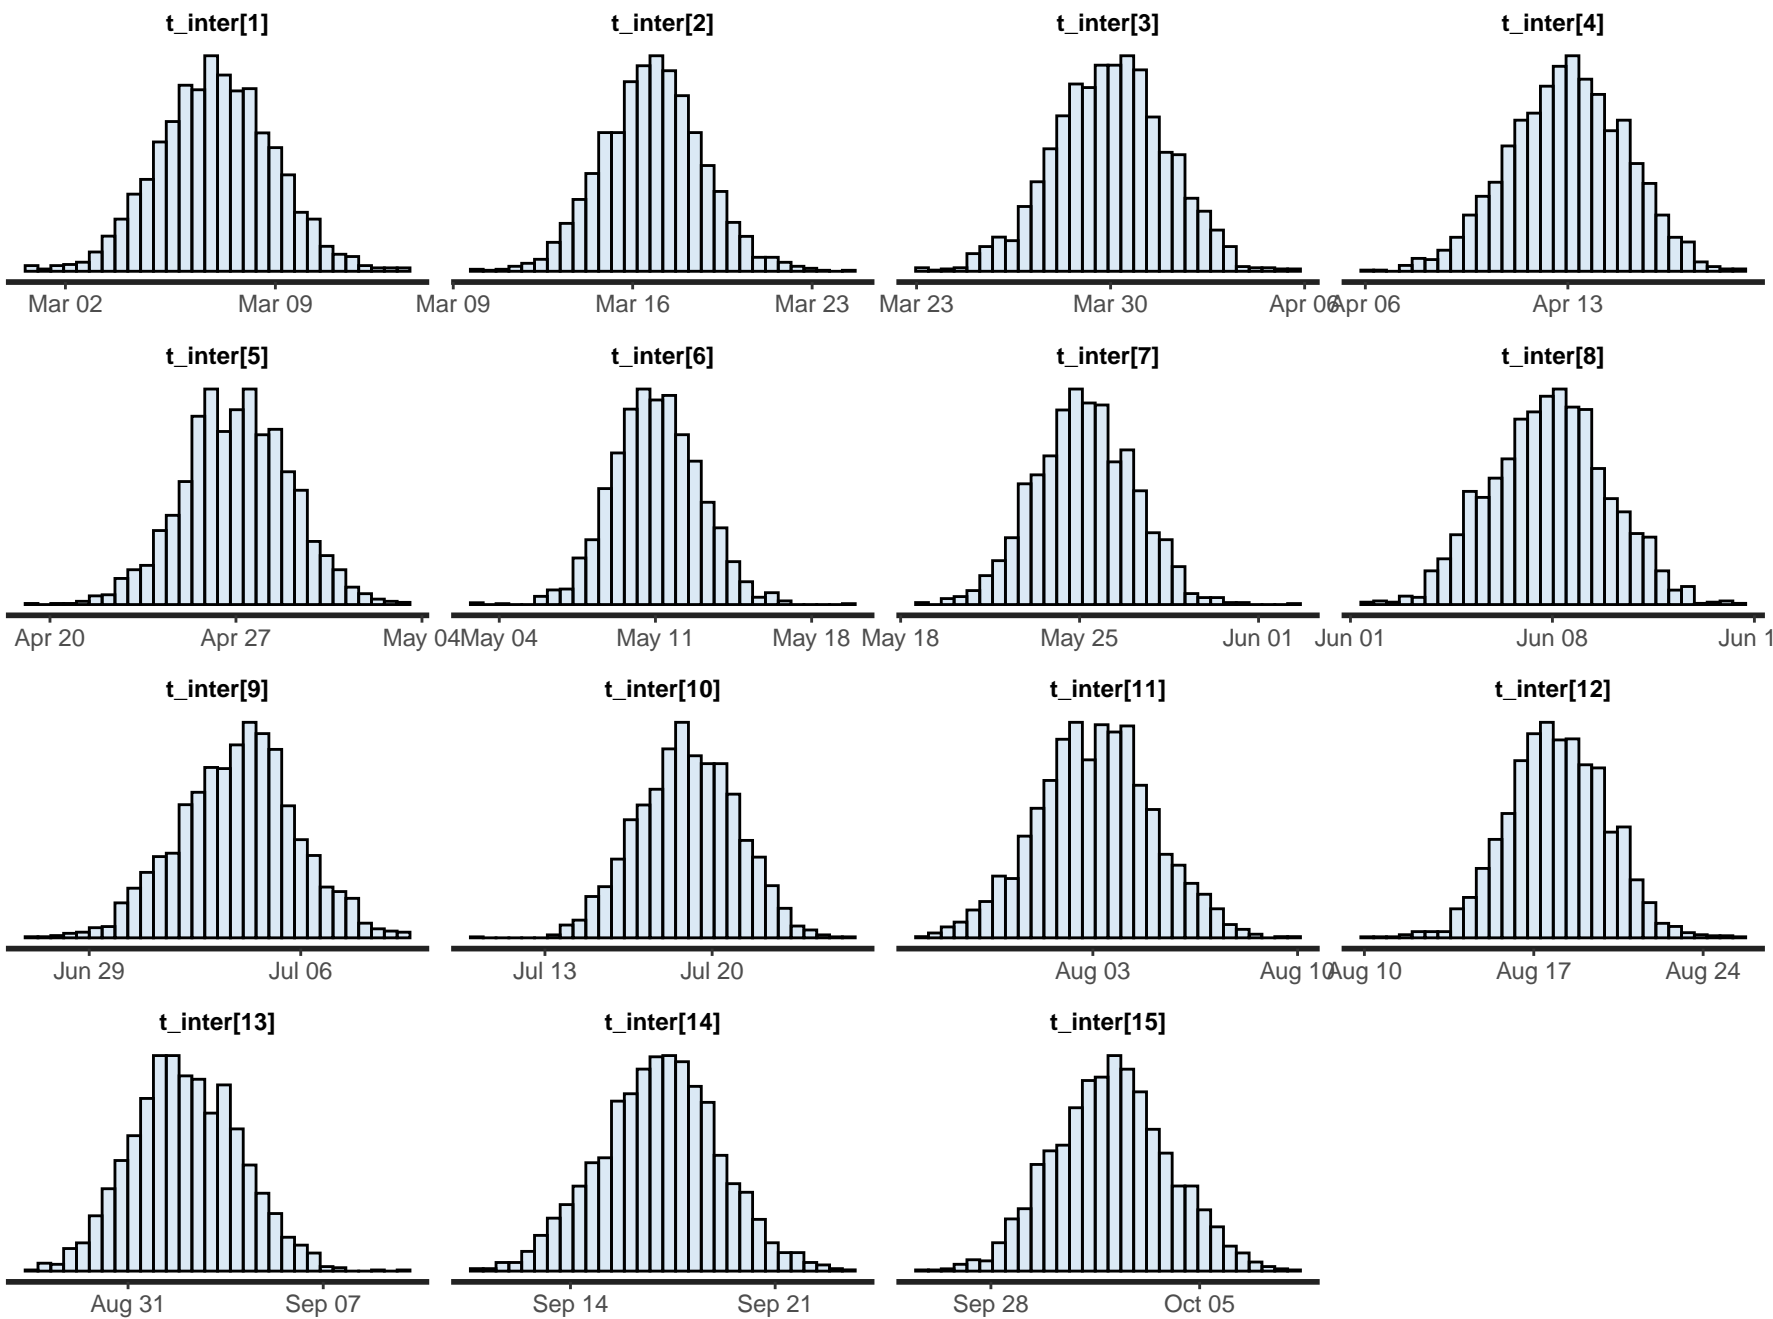 t_inter[1] t_inter[2] t_inter[3] t_inter[4]
Mar 02 Mar 09 Mar 09 Mar 16 Mar 23 Mar 23 Mar 30 Apr 06 Apr 06 Apr 13
t_inter[5] t_inter[6] t_inter[7] t_inter[8]
Apr 20 Apr 27 May 04 May 04 May 11 May 18 May 18 May 25 Jun 01 Jun 01 Jun 08 Jun 1
t_inter[9] t_inter[10] t_inter[11] t_inter[12]
Jun 29 Jul 06 Jul 13 Jul 20 Aug 03 Aug 10 Aug 10 Aug 17 Aug 24
t_inter[13] t_inter[14] t_inter[15]
Aug 31 Sep 07 Sep 14 Sep 21 Sep 28 Oct 05